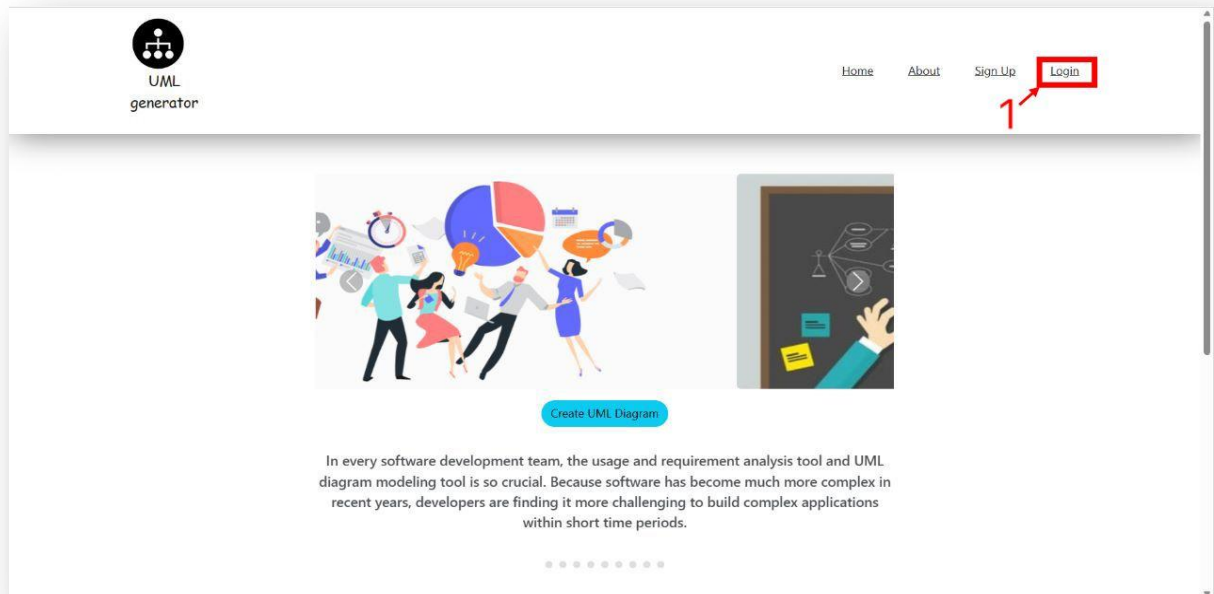 UML
generator
Home About Sign Up Login
1
Create UML Diagram
In every software development team, the usage and requirement analysis tool and UML
diagram modeling tool is so crucial. Because software has become much more complex in
recent years, developers are finding it more challenging to build complex applications
within short time periods.